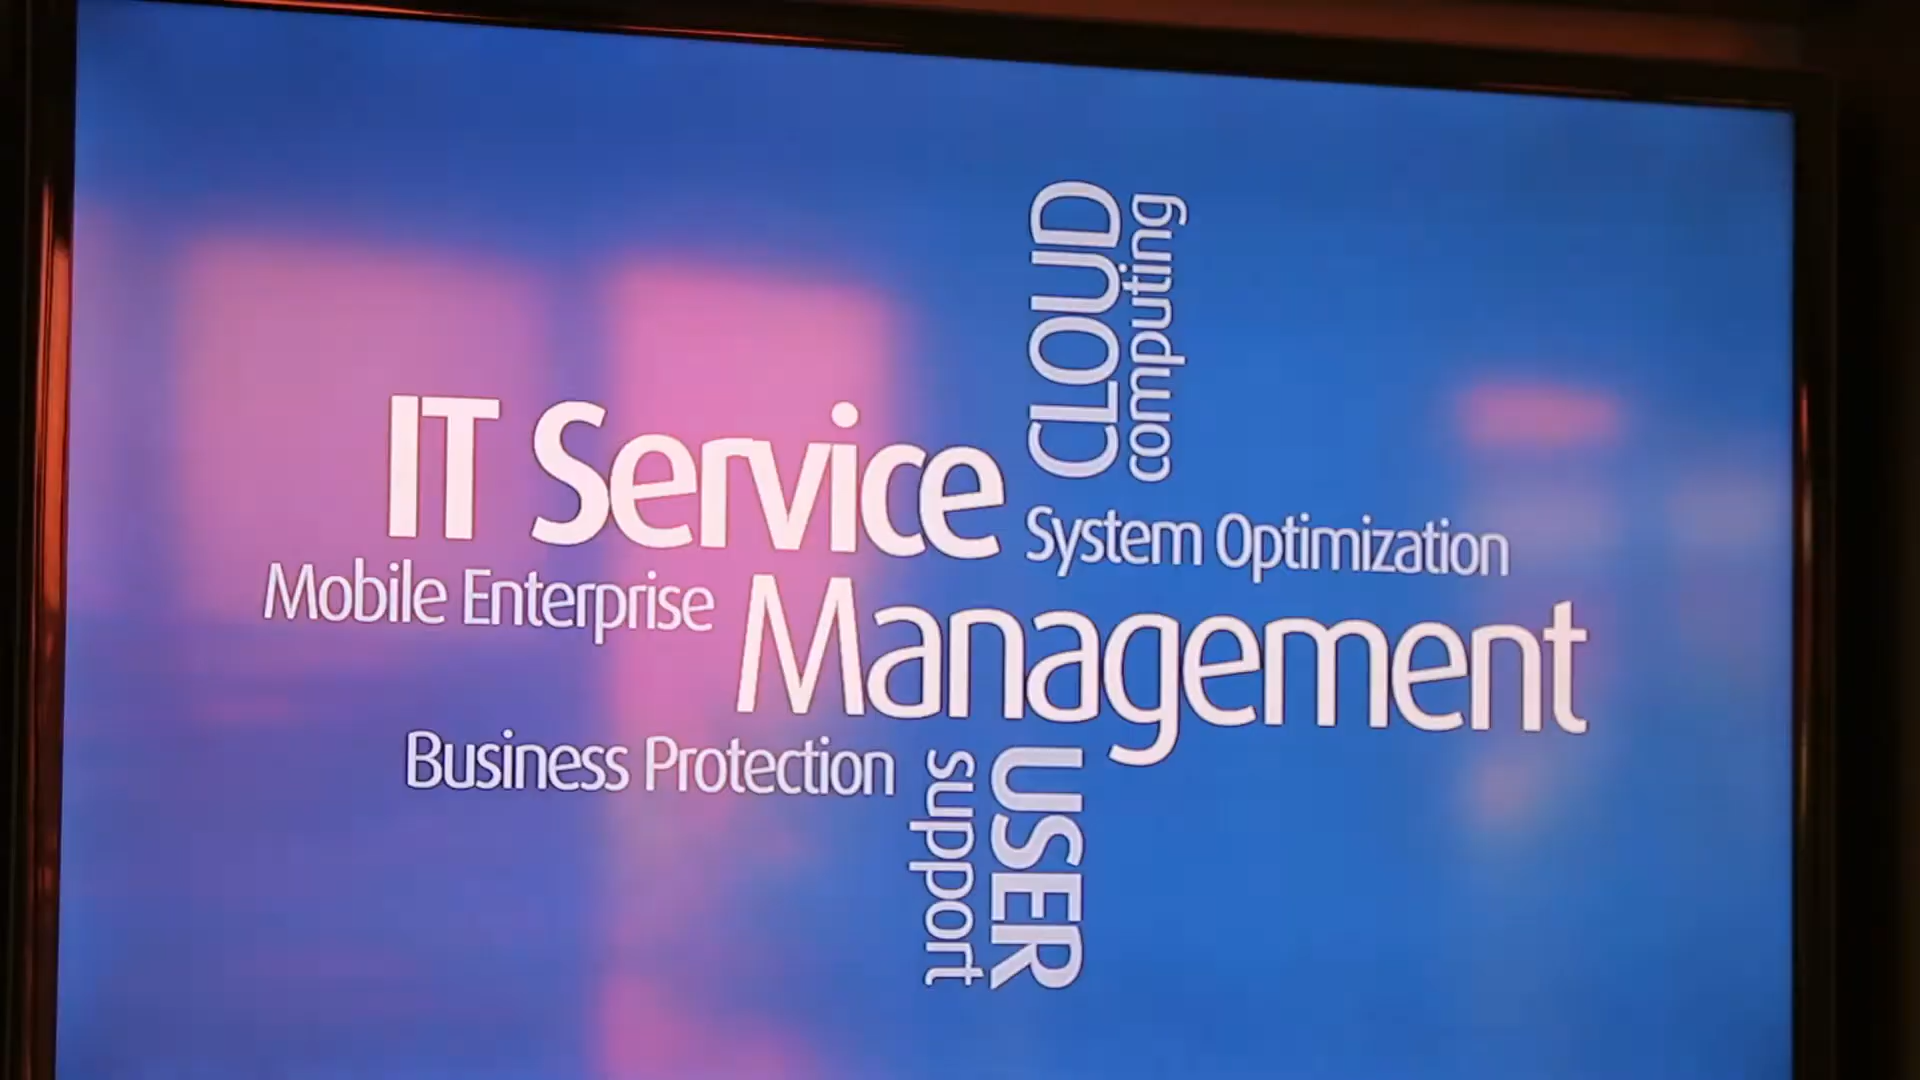 CLOUD
computing
IT Service
System Optimization
Mobile Enterprise
Management
Business Protection
USER
support